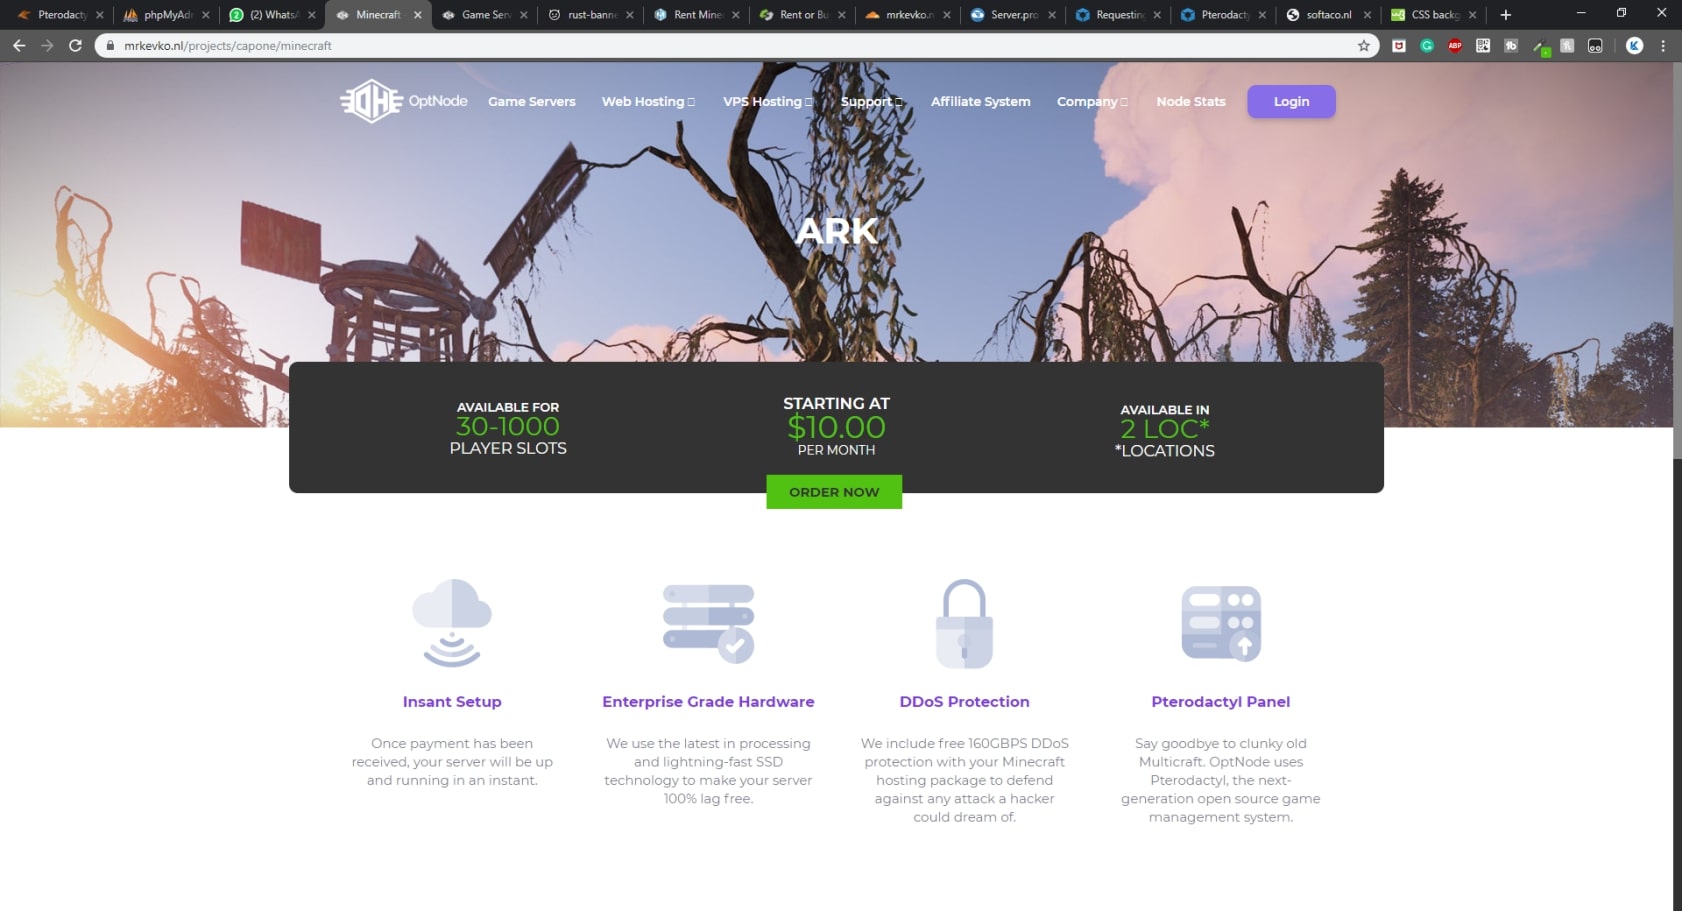 Pterodacty
phpMyAdr
(2) WhatsA
Minecraft
Game Serv
rust-banne
Rent Mine
Rent or Bu
mrkevko.n
Server.pro
Requesting
Pterodacty
softaco.nl
CSS backg
mrkevko.nl/projects/capone/minecraft
ABP
OptNode
Game Servers
Web Hosting
VPS Hosting
Support
Affiliate System
Company
Node Stats
Login
ARK
AVAILABLE FOR
30-1000
PLAYER SLOTS
STARTING AT
$10.00
PER MONTH
AVAILABLE IN
2 LOC*
*LOCATIONS
ORDER NOW
Insant Setup
Once payment has been
received, your server will be up
and running in an instant.
Enterprise Grade Hardware
We use the latest in processing
and lightning-fast SSD
technology to make your server
100% lag free.
DDoS Protection
We include free 160GBPS DDoS
protection with your Minecraft
hosting package to defend
against any attack a hacker
could dream of.
Pterodactyl Panel
Say goodbye to clunky old
Multicraft. OptNode uses
Pterodactyl, the next-
generation open source game
management system.